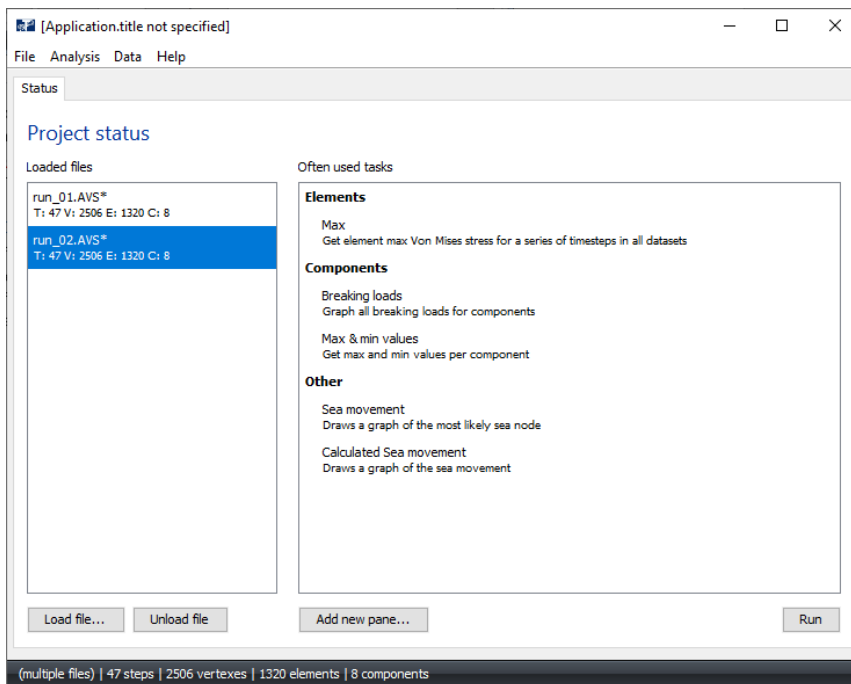 [Application.title not specified]
File Analysis Data Help
Status
Project status
Loaded files
run_01.AVS*
T: 47 V: 2506 E: 1320 C: 8
run_02.AVS*
T: 47 V: 2506 E: 1320 C: 8
Load file...
Unload file
Often used tasks
Elements
Max
Get element max Von Mises stress for a series of timesteps in all datasets
Components
Breaking loads
Graph all breaking loads for components
Max & min values
Get max and min values per component
Other
Sea movement
Draws a graph of the most likely sea node
Calculated Sea movement
Draws a graph of the sea movement
Add new pane...
Run
(multiple files) | 47 steps | 2506 vertexes | 1320 elements | 8 components